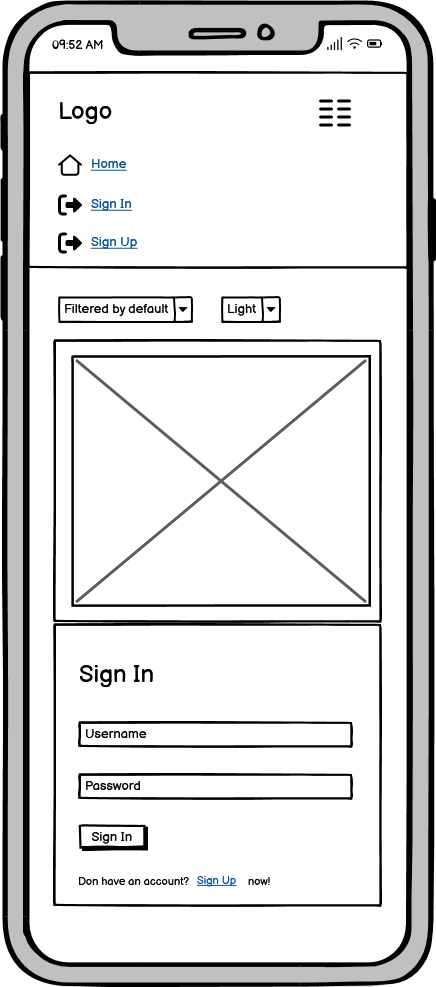 09:52 AM
Logo
Home
Sign In
Sign Up
Filtered by default Light
Sign In
Username
Password
Sign In
Don have an account? Sign Up now!